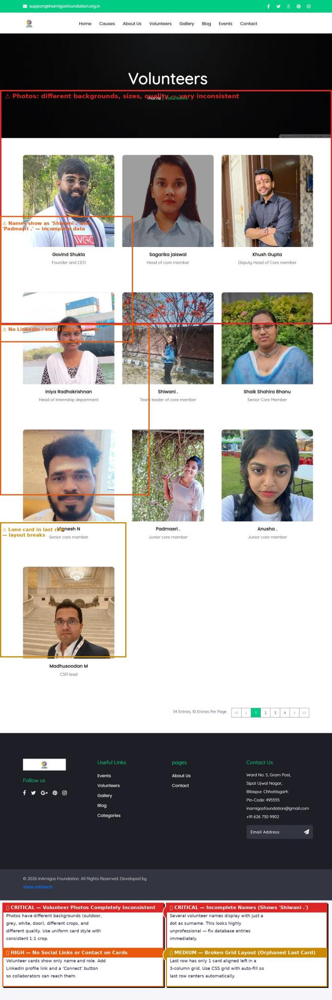 support@inamigosfoundation.org.in
Home Causes About Us Volunteers Gallery Blog Events Contact
Volunteers
⚠ Photos: different backgrounds, sizes, quality — very inconsistent
Home / Volunteers
⚠ Names show as 'Shiwani .' and
'Padmasri .' — incomplete data
Govind Shukla
Founder and CEO
Sagarika jaiswal
Head of core member
Khush Gupta
Deputy Head of Core member
⚠ No LinkedIn / social links on cards
Iniya Radhakrishnan
Head of Internship department
Shiwani .
Team leader of core member
Shaik Shahira Bhanu
Senior Core Member
⚠ Lone card in last row
— layout breaks
Vignesh N
Senior core member
Padmasri .
Junior core member
Anusha .
Junior core member
Madhusoodan M
CSR lead
34 Entries, 10 Entries Per Page << < 1 2 3 4 > >>
Follow us
Useful Links
Events
Volunteers
Gallery
Blog
Categories
pages
About Us
Contact
Contact Us
Ward No. 5, Gram Post,
Sipat Ujwal Nagar,
Bilaspur. Chhattisgarh
Pin-Code: 495555
inamigosfoundation@gmail.com
+91 626 730 9902
Email Address
© 2026 InAmigos Foundation. All Rights Reserved. Developed by
Visho Infotech
CRITICAL — Volunteer Photos Completely Inconsistent
Photos have different backgrounds (outdoor,
grey, white, door), different crops, and
different quality. Use uniform card style with
consistent 1:1 crop.
CRITICAL — Incomplete Names (Shows 'Shiwani .')
Several volunteer names display with just a
dot as surname. This looks highly
unprofessional — fix database entries
immediately.
HIGH — No Social Links or Contact on Cards
Volunteer cards show only name and role. Add
LinkedIn profile link and a 'Connect' button
so collaborators can reach them.
MEDIUM — Broken Grid Layout (Orphaned Last Card)
Last row has only 1 card aligned left in a
3-column grid. Use CSS grid with auto-fill so
last row centers automatically.